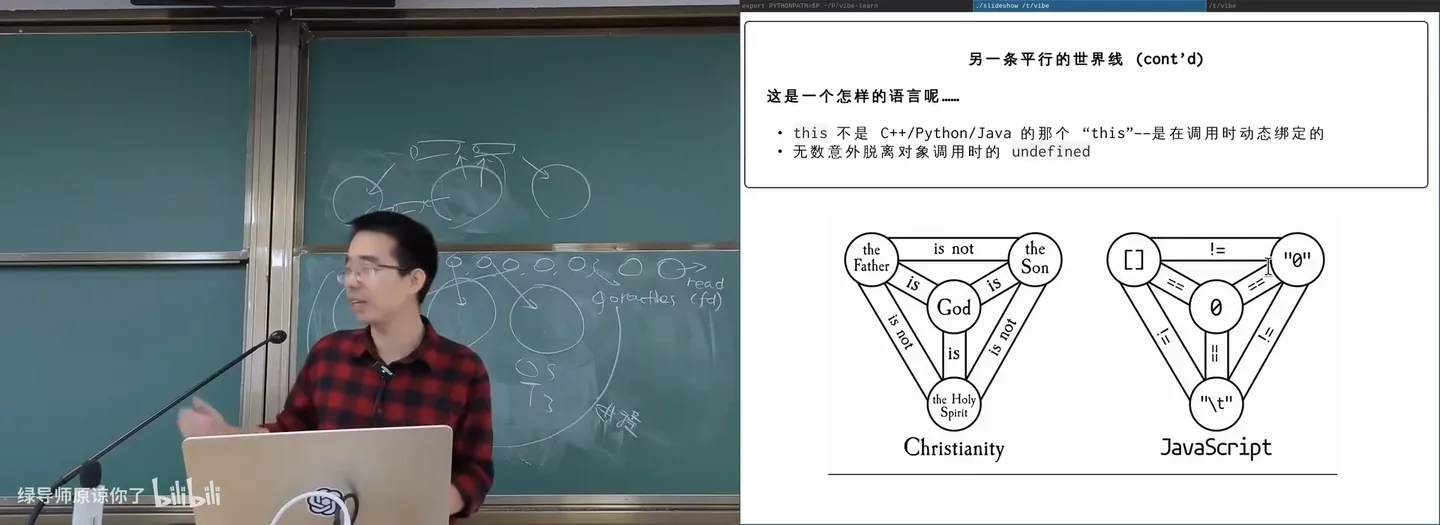 export PYTHONPATH=$P ~/P/vibe-learn
./slideshow /t/vibe
/t/vibe
另一条平行的世界线 (cont’d)
这是一个怎样的语言呢……
• this 不是 C++/Python/Java 的那个 “this”--是在调用时动态绑定的
• 无数意外脱离对象调用时的 undefined
the Father
is not
the Son
is
is
God
is not
is
is not
the Holy Spirit
Christianity
[]
!=
"0"
==
==
0
!=
==
!=
"\t"
JavaScript
read
(fd)
O S
T 3
绿导师原谅你了 bilibili